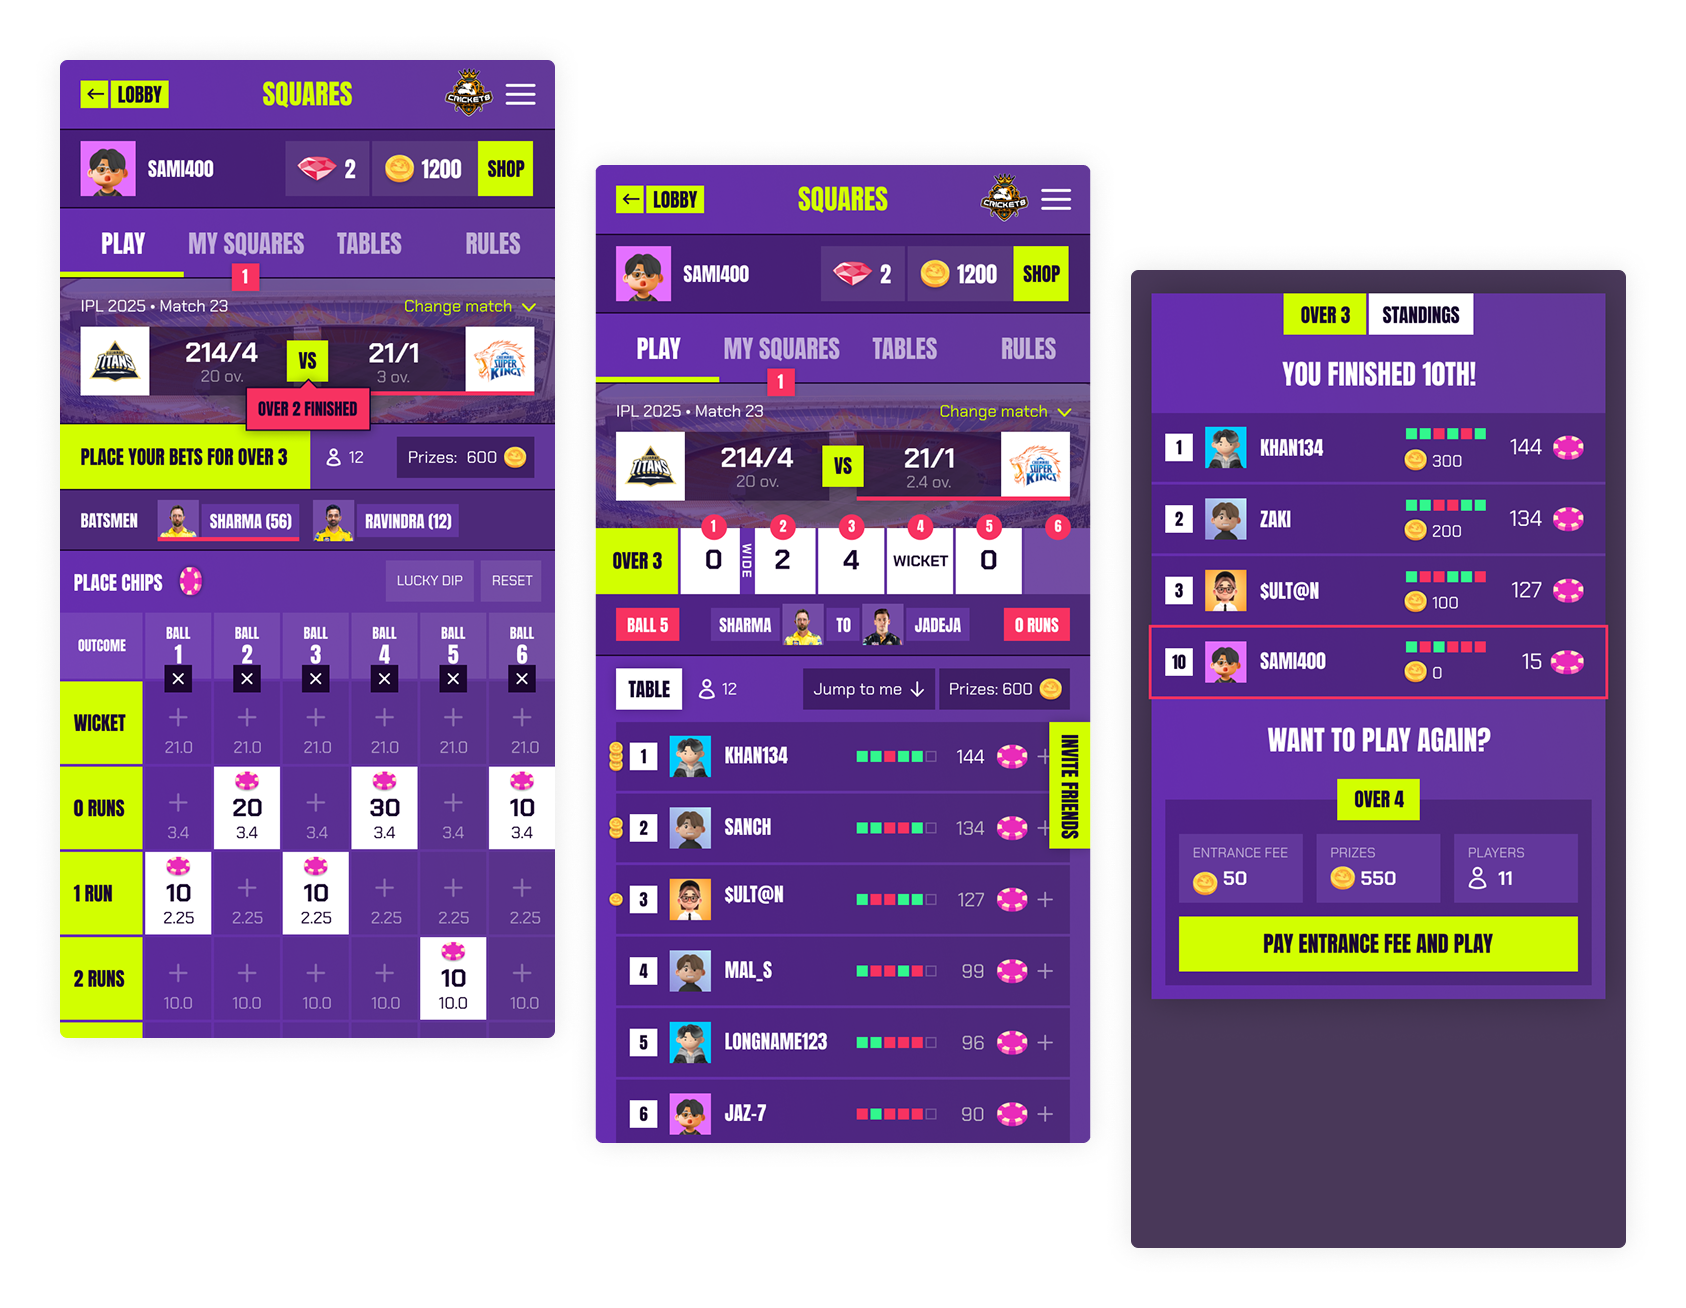 ← LOBBY
SQUARES
CRICKET8
SAMI400
2
1200
SHOP
PLAY
MY SQUARES
TABLES
RULES
1
IPL 2025 • Match 23
Change match
TITANS
214/4
20 ov.
VS
21/1
3 ov.
SUPER
KINGS
OVER 2 FINISHED
PLACE YOUR BETS FOR OVER 3
12
Prizes: 600
BATSMEN
SHARMA (56)
RAVINDRA (12)
PLACE CHIPS
LUCKY DIP
RESET
OUTCOME
BALL 1
BALL 2
BALL 3
BALL 4
BALL 5
BALL 6
WICKET
+ + + + + +
21.0 21.0 21.0 21.0 21.0 21.0
0 RUNS
+ 20 + 30 + 10
3.4 3.4 3.4 3.4 3.4 3.4
1 RUN
10 + 10 + + +
2.25 2.25 2.25 2.25 2.25 2.25
2 RUNS
+ + + + 10 +
10.0 10.0 10.0 10.0 10.0 10.0
← LOBBY
SQUARES
CRICKET8
SAMI400
2
1200
SHOP
PLAY
MY SQUARES
TABLES
RULES
1
IPL 2025 • Match 23
Change match
TITANS
214/4
20 ov.
VS
21/1
2.4 ov.
SUPER
KINGS
1 2 3 4 5 6
OVER 3
0
WIDE
2
4
WICKET
0
BALL 5
SHARMA
TO
JADEJA
0 RUNS
TABLE
12
Jump to me ↓
Prizes: 600
INVITE FRIENDS
1 KHAN134 144 +
2 SANCH 134 +
3 $ULT@N 127 +
4 MAL_S 99 +
5 LONGNAME123 96 +
6 JAZ-7 90 +
OVER 3
STANDINGS
YOU FINISHED 10TH!
1 KHAN134 300 144
2 ZAKI 200 134
3 $ULT@N 100 127
10 SAMI400 0 15
WANT TO PLAY AGAIN?
OVER 4
ENTRANCE FEE
50
PRIZES
550
PLAYERS
11
PAY ENTRANCE FEE AND PLAY